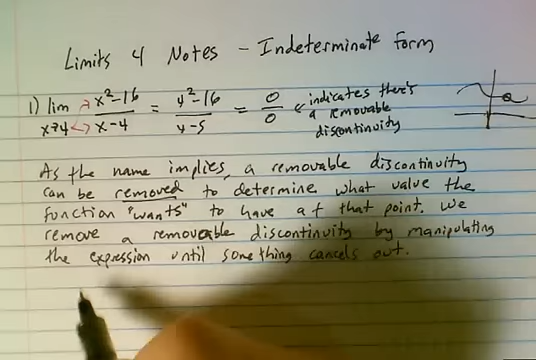 Limits 4 Notes - Indeterminate Form
1) lim x→4 x²-16 / x-4 = 4²-16 / 4-5 = 0/0 ← indicates there's a removable discontinuity
As the name implies, a removable discontinuity
can be removed to determine what value the
function "wants" to have at that point. We
remove a removeable discontinuity by manipulating
the expression until something cancels out.